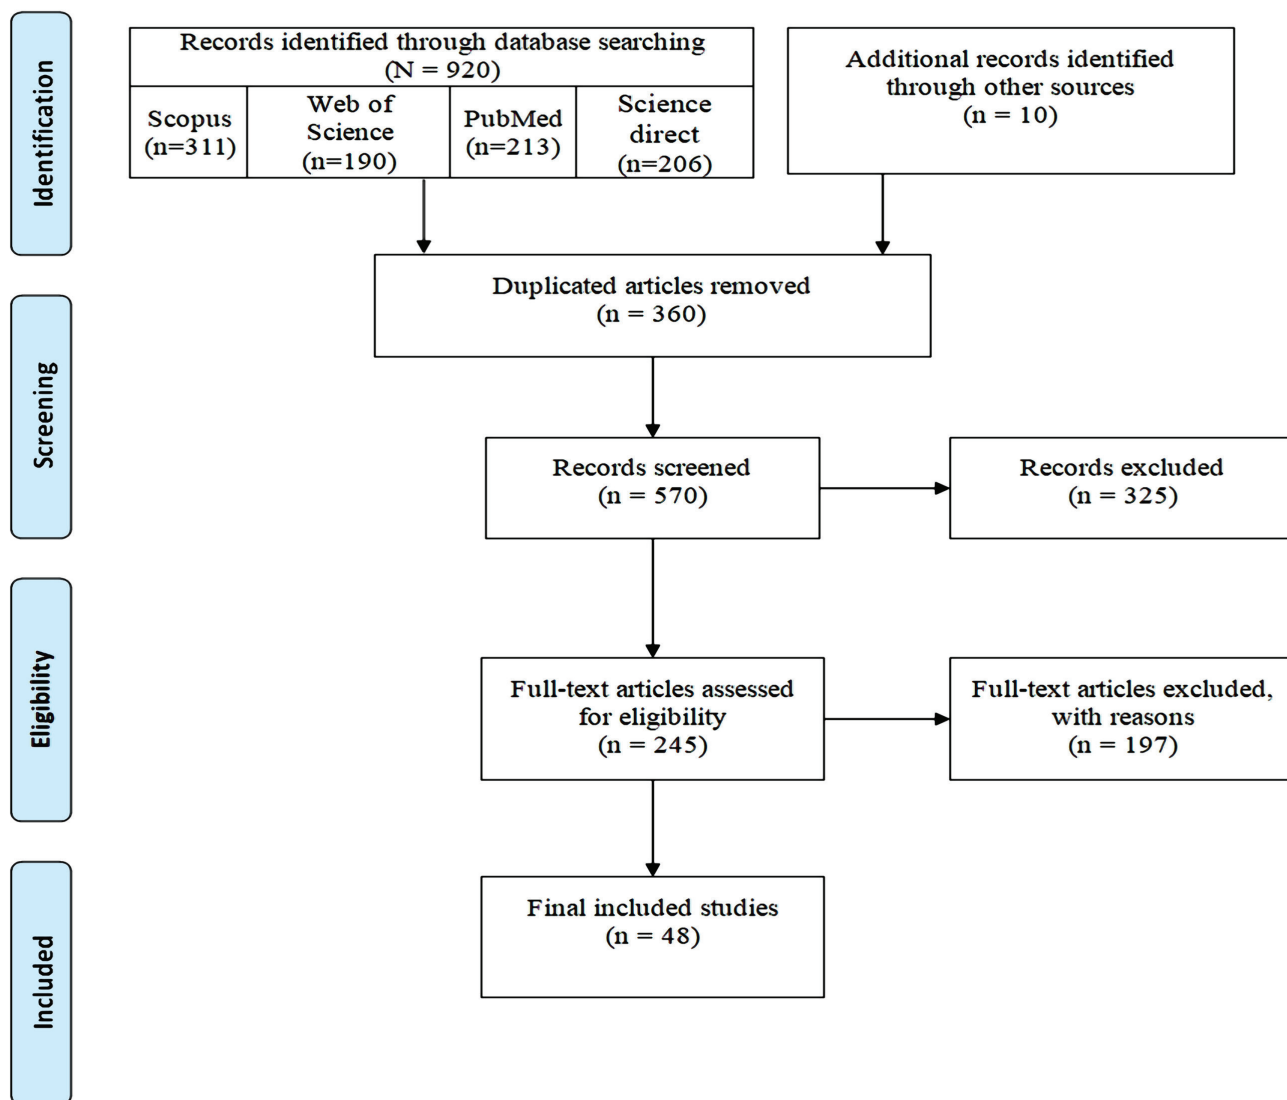 Identification
Records identified through database searching
(N = 920)
Scopus
(n=311)
Web of
Science
(n=190)
PubMed
(n=213)
Science
direct
(n=206)
Additional records identified
through other sources
(n = 10)
Duplicated articles removed
(n = 360)
Screening
Records screened
(n = 570)
Records excluded
(n = 325)
Eligibility
Full-text articles assessed
for eligibility
(n = 245)
Full-text articles excluded,
with reasons
(n = 197)
Included
Final included studies
(n = 48)